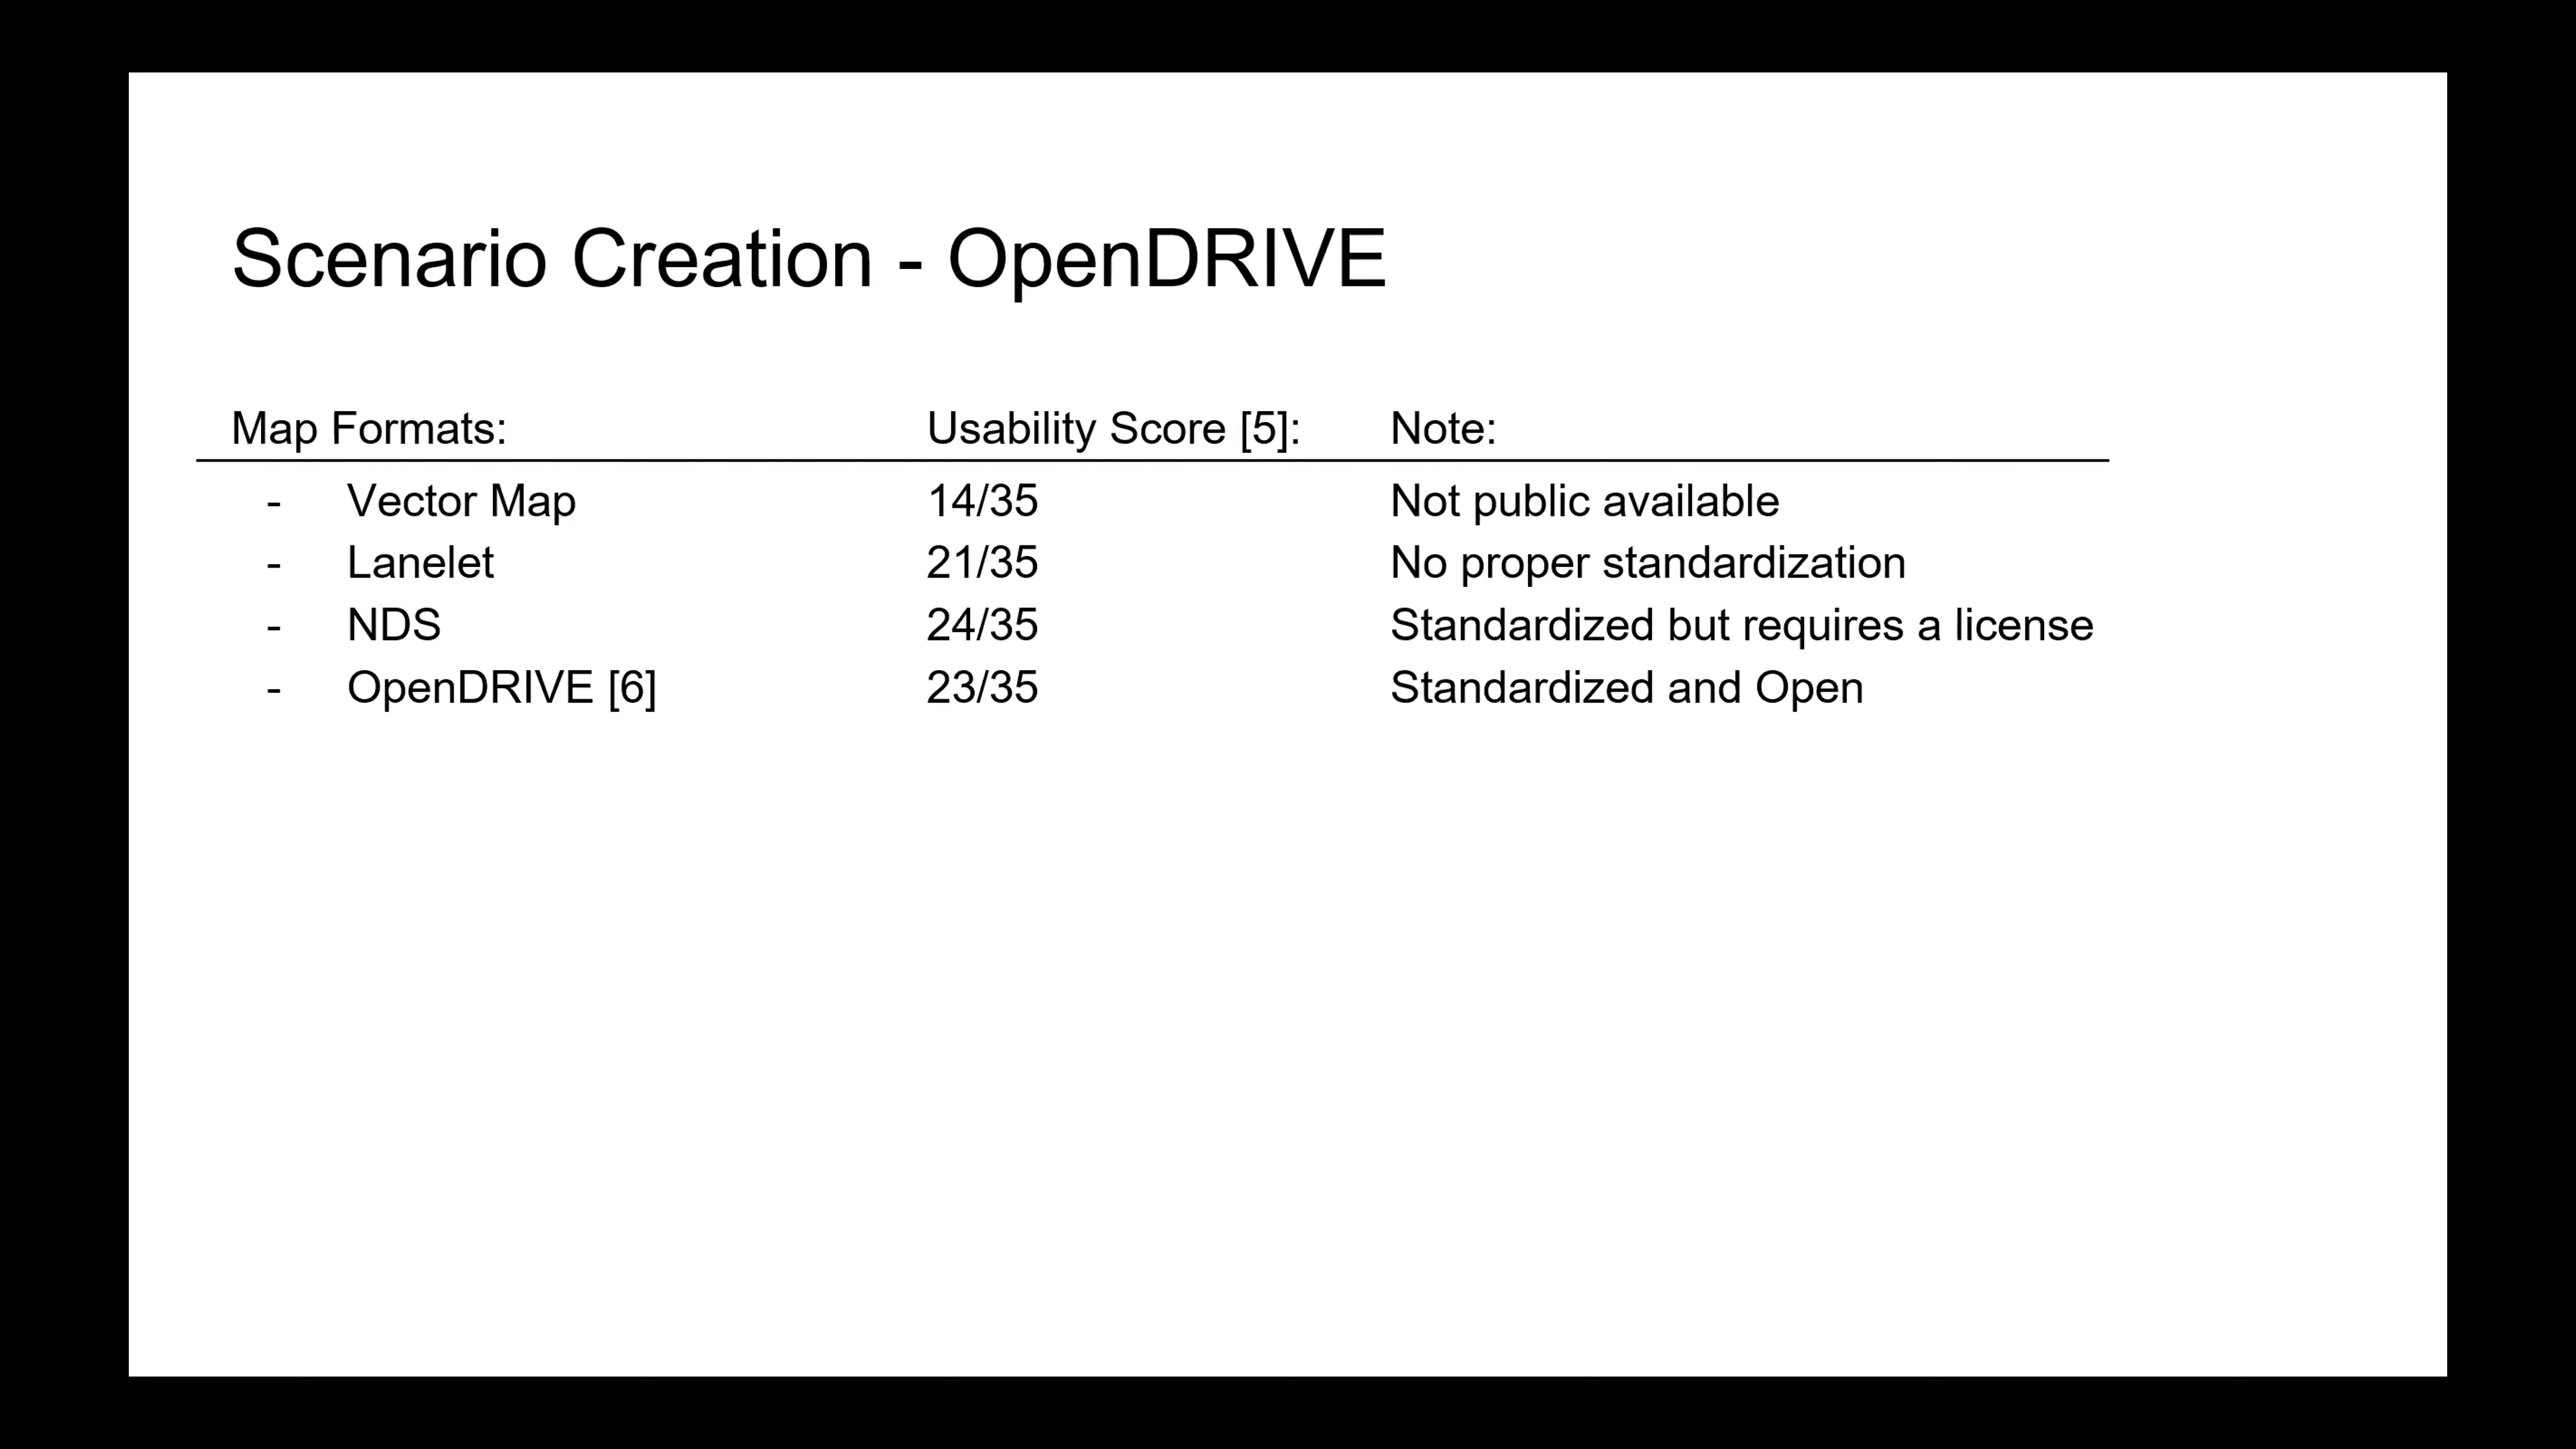 Scenario Creation - OpenDRIVE
Map Formats: Usability Score [5]: Note:
- Vector Map 14/35 Not public available
- Lanelet 21/35 No proper standardization
- NDS 24/35 Standardized but requires a license
- OpenDRIVE [6] 23/35 Standardized and Open